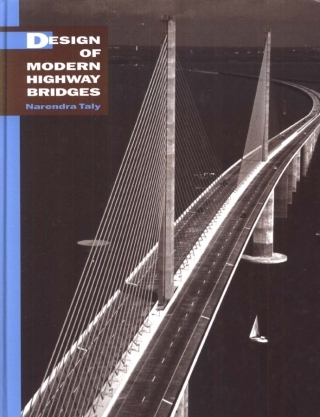 DESIGN
OF
MODERN
HIGHWAY
BRIDGES
Narendra Taly